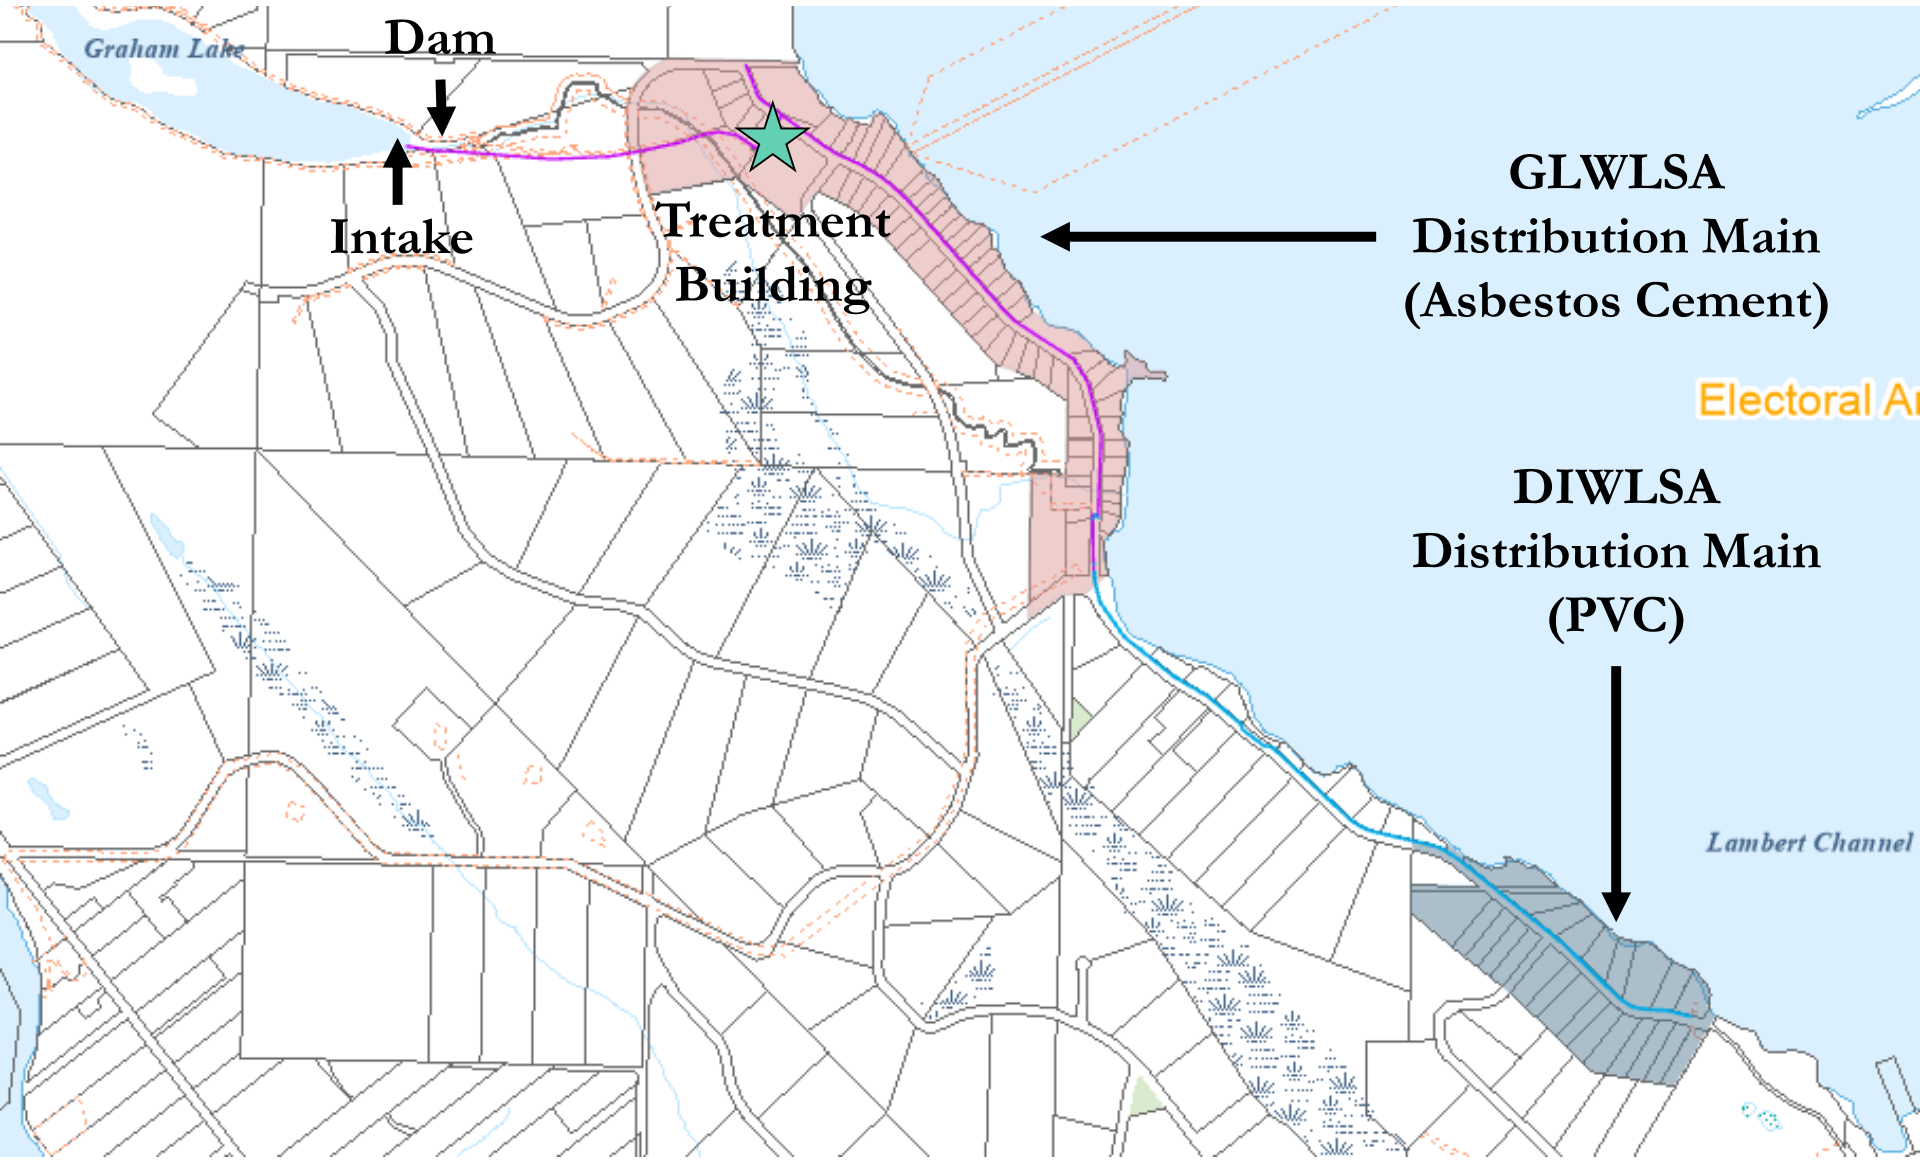 Graham Lake
Dam
Intake
Treatment
Building
GLWLSA
Distribution Main
(Asbestos Cement)
Electoral Ar
DIWLSA
Distribution Main
(PVC)
Lambert Channel